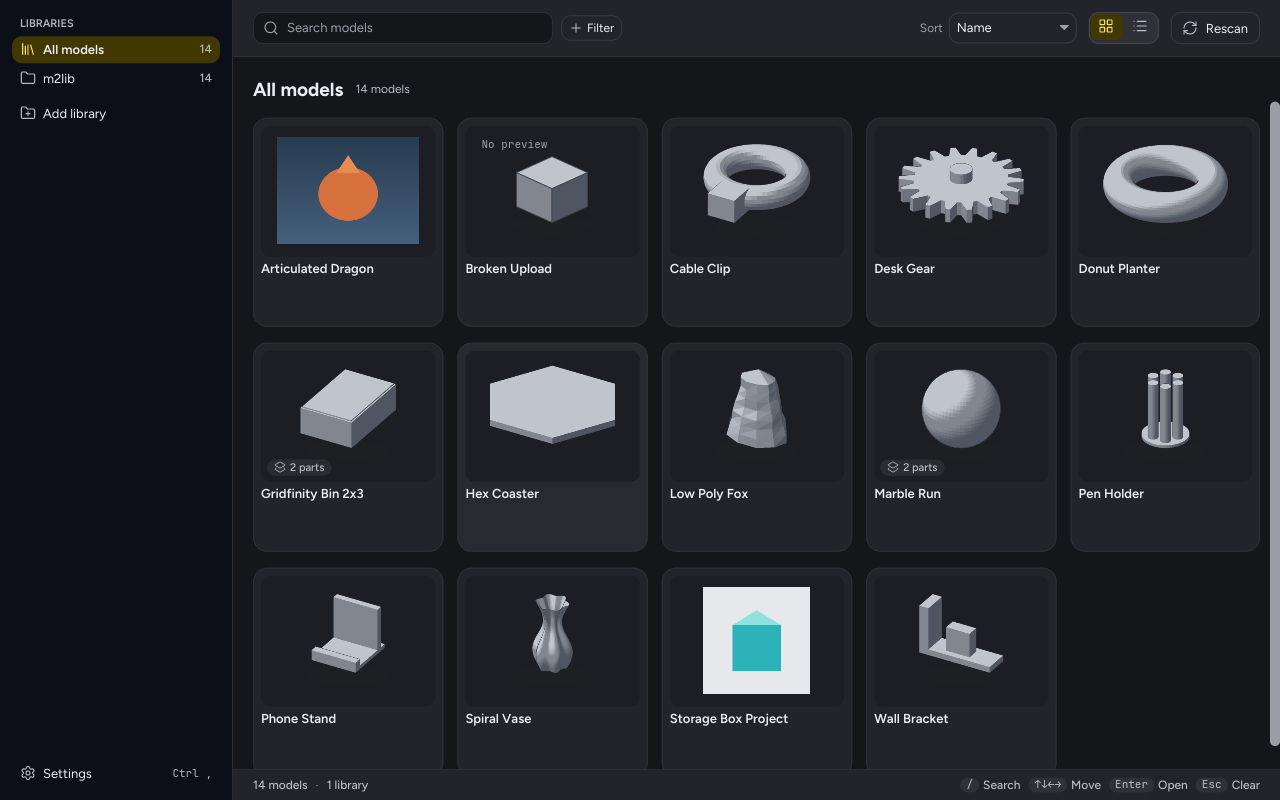 LIBRARIES
All models 14
m2lib 14
Add library
Settings Ctrl ,
Search models
Filter
Sort Name
Rescan
All models 14 models
Articulated Dragon
No preview
Broken Upload
Cable Clip
Desk Gear
Donut Planter
2 parts
Gridfinity Bin 2x3
Hex Coaster
Low Poly Fox
2 parts
Marble Run
Pen Holder
Phone Stand
Spiral Vase
Storage Box Project
Wall Bracket
14 models · 1 library
/ Search ↑↓←→ Move Enter Open Esc Clear